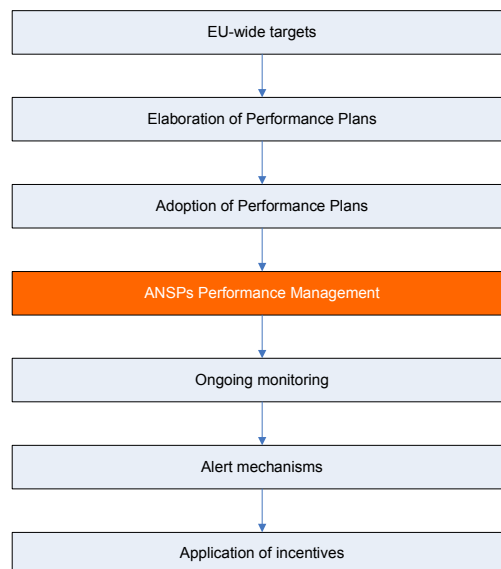 EU-wide targets
Elaboration of Performance Plans
Adoption of Performance Plans
ANSPs Performance Management
Ongoing monitoring
Alert mechanisms
Application of incentives